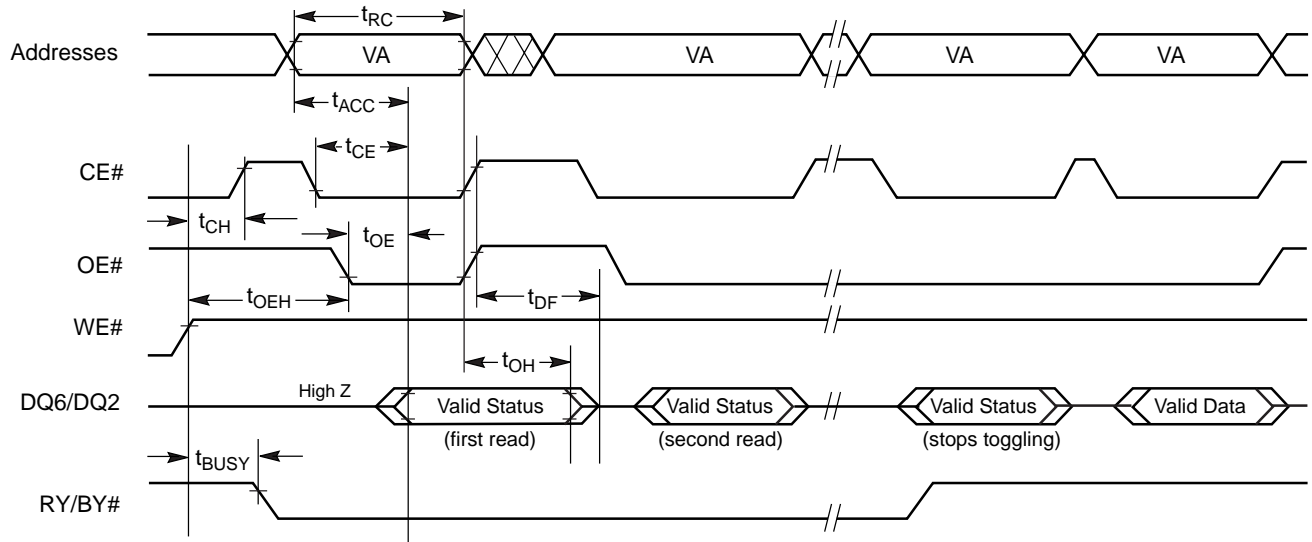 tRC
Addresses VA VA VA VA
tACC
tCE
CE#
tCH
tOE
OE#
tOEH
tDF
WE#
tOH
High Z
DQ6/DQ2 Valid Status Valid Status Valid Status Valid Data
(first read) (second read) (stops toggling)
tBUSY
RY/BY#